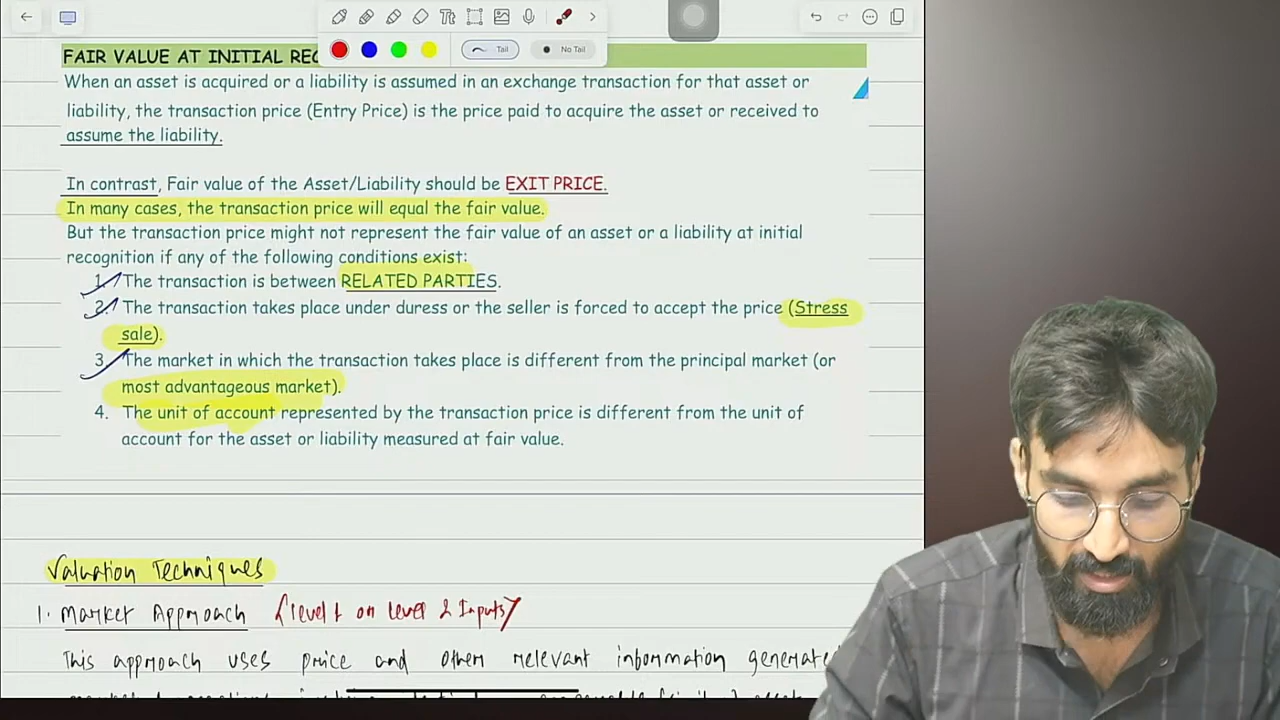 Tail
No Tail
FAIR VALUE AT INITIAL
When an asset is acquired or a liability is assumed in an exchange transaction for that asset or
liability, the transaction price (Entry Price) is the price paid to acquire the asset or received to
assume the liability.
In contrast, Fair value of the Asset/Liability should be EXIT PRICE.
In many cases, the transaction price will equal the fair value.
But the transaction price might not represent the fair value of an asset or a liability at initial
recognition if any of the following conditions exist:
1. The transaction is between RELATED PARTIES.
2. The transaction takes place under duress or the seller is forced to accept the price (Stress
sale).
3. The market in which the transaction takes place is different from the principal market (or
most advantageous market).
4. The unit of account represented by the transaction price is different from the unit of
account for the asset or liability measured at fair value.
Valuation Techniques
1. Market Approach (level 1 or level 2 Inputs)
This approach uses price and other relevant information